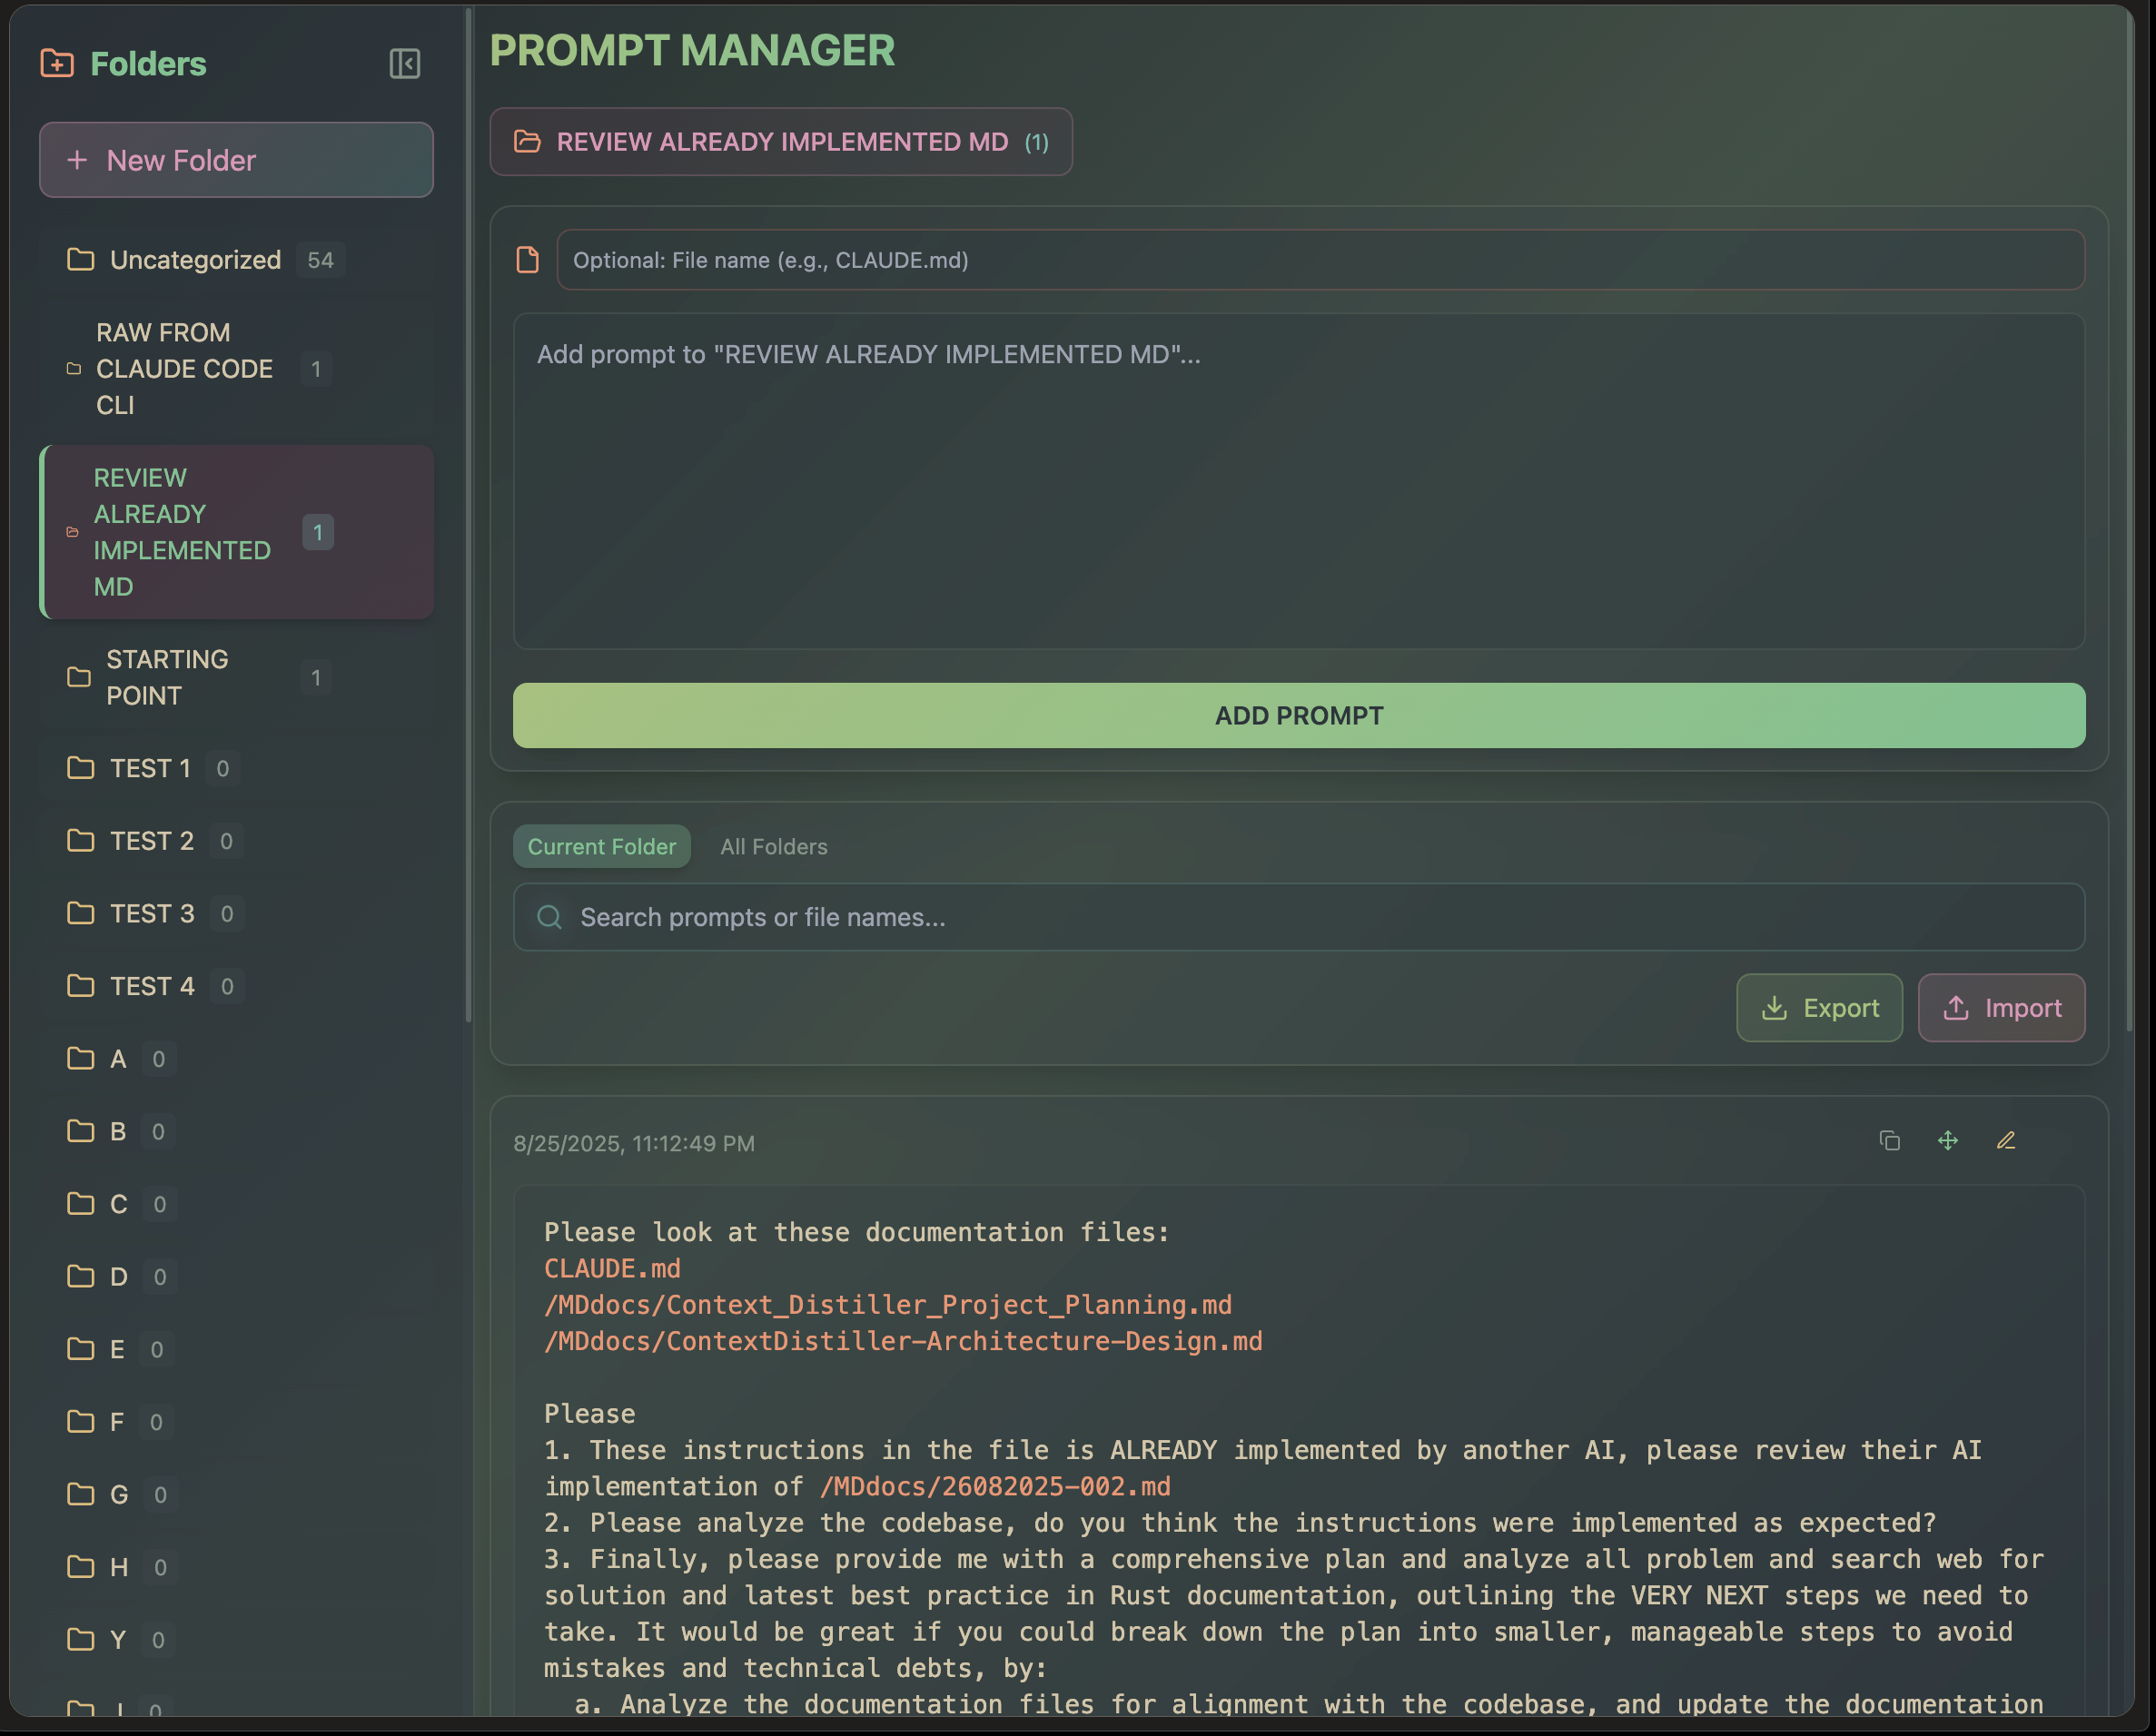 Folders
New Folder
Uncategorized 54
RAW FROM
CLAUDE CODE 1
CLI
REVIEW
ALREADY
IMPLEMENTED 1
MD
STARTING
POINT 1
TEST 1 0
TEST 2 0
TEST 3 0
TEST 4 0
A 0
B 0
C 0
D 0
E 0
F 0
G 0
H 0
Y 0
PROMPT MANAGER
REVIEW ALREADY IMPLEMENTED MD (1)
Optional: File name (e.g., CLAUDE.md)
Add prompt to "REVIEW ALREADY IMPLEMENTED MD"...
ADD PROMPT
Current Folder All Folders
Search prompts or file names...
Export Import
8/25/2025, 11:12:49 PM
Please look at these documentation files:
CLAUDE.md
/MDdocs/Context_Distiller_Project_Planning.md
/MDdocs/ContextDistiller-Architecture-Design.md
Please
1. These instructions in the file is ALREADY implemented by another AI, please review their AI
implementation of /MDdocs/26082025-002.md
2. Please analyze the codebase, do you think the instructions were implemented as expected?
3. Finally, please provide me with a comprehensive plan and analyze all problem and search web for
solution and latest best practice in Rust documentation, outlining the VERY NEXT steps we need to
take. It would be great if you could break down the plan into smaller, manageable steps to avoid
mistakes and technical debts, by:
a. Analyze the documentation files for alignment with the codebase, and update the documentation